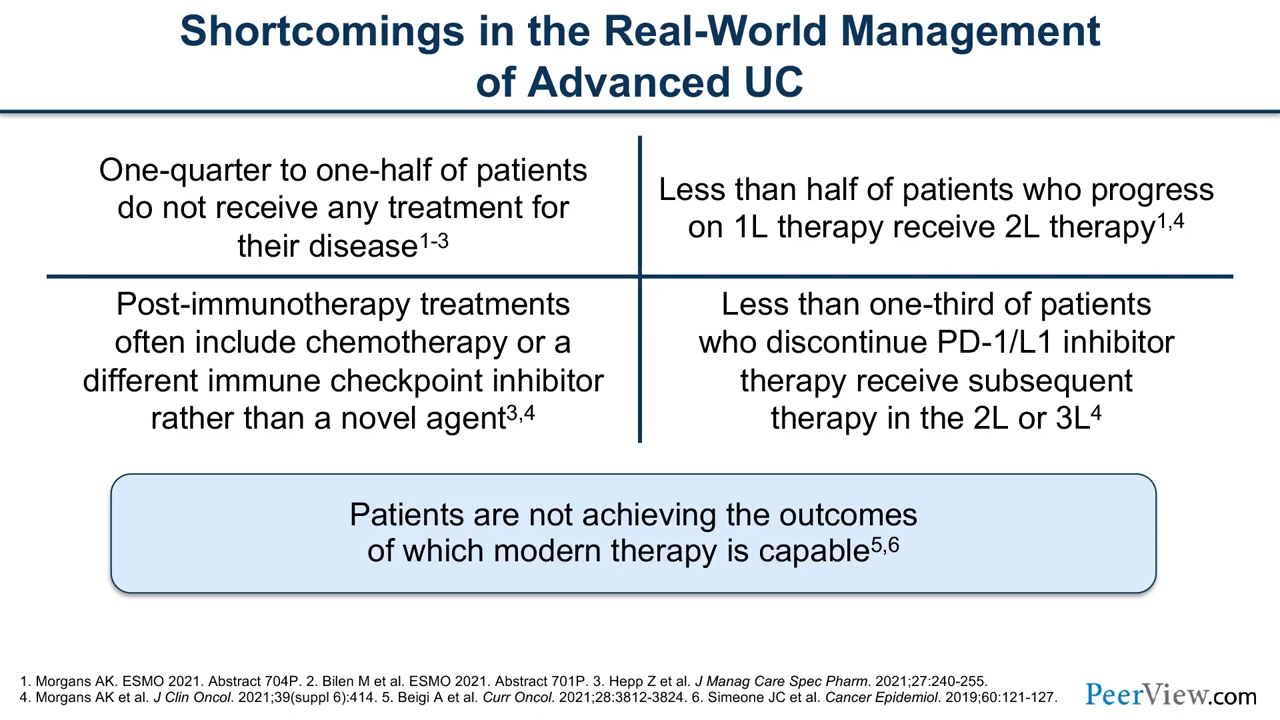 Shortcomings in the Real-World Management
of Advanced UC
One-quarter to one-half of patients
do not receive any treatment for
their disease1-3
Less than half of patients who progress
on 1L therapy receive 2L therapy1,4
Post-immunotherapy treatments
often include chemotherapy or a
different immune checkpoint inhibitor
rather than a novel agent3,4
Less than one-third of patients
who discontinue PD-1/L1 inhibitor
therapy receive subsequent
therapy in the 2L or 3L4
Patients are not achieving the outcomes
of which modern therapy is capable5,6
1. Morgans AK. ESMO 2021. Abstract 704P. 2. Bilen M et al. ESMO 2021. Abstract 701P. 3. Hepp Z et al. J Manag Care Spec Pharm. 2021;27:240-255.
4. Morgans AK et al. J Clin Oncol. 2021;39(suppl 6):414. 5. Beigi A et al. Curr Oncol. 2021;28:3812-3824. 6. Simeone JC et al. Cancer Epidemiol. 2019;60:121-127.
PeerView.com